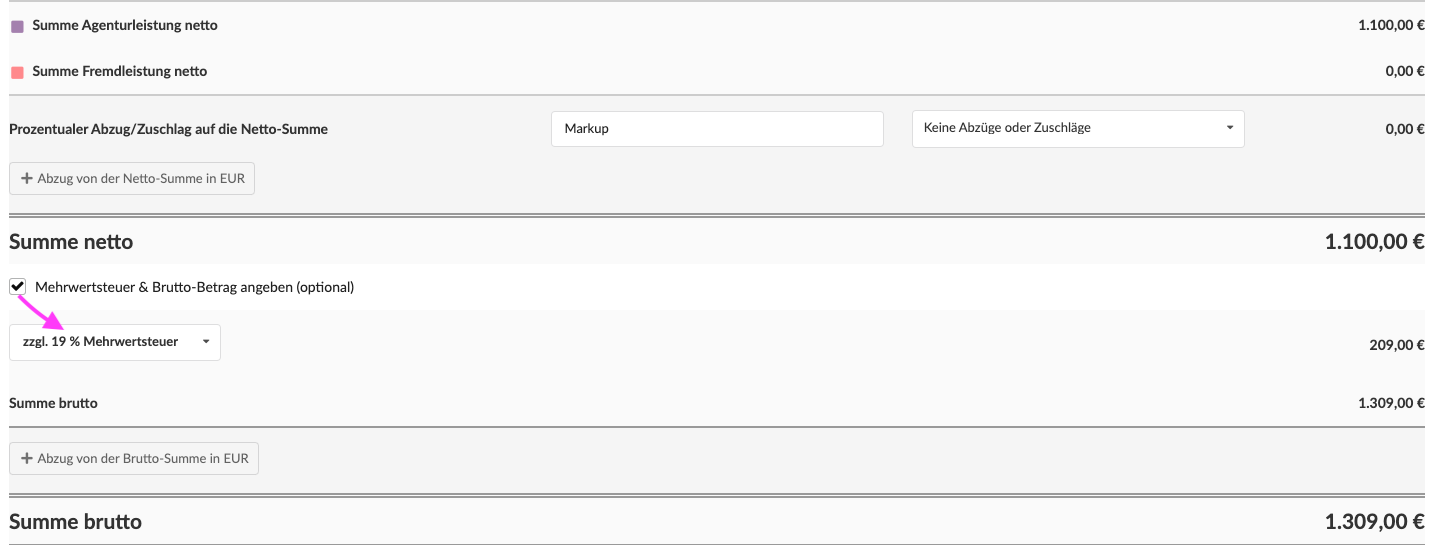 Summe Agenturleistung netto 1.100,00 €
Summe Fremdleistung netto 0,00 €
Prozentualer Abzug/Zuschlag auf die Netto-Summe Markup Keine Abzüge oder Zuschläge 0,00 €
+ Abzug von der Netto-Summe in EUR
Summe netto 1.100,00 €
Mehrwertsteuer & Brutto-Betrag angeben (optional)
zzgl. 19 % Mehrwertsteuer 209,00 €
Summe brutto 1.309,00 €
+ Abzug von der Brutto-Summe in EUR
Summe brutto 1.309,00 €